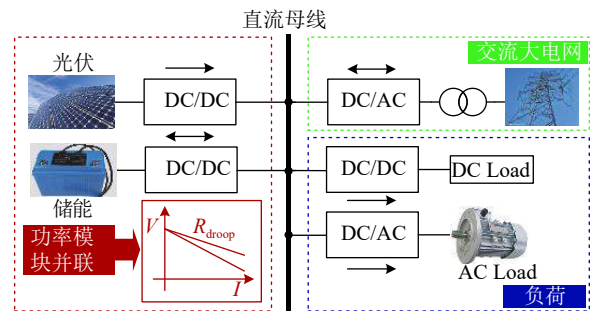 直流母线
光伏
DC/DC
DC/AC
交流大电网
储能
DC/DC
DC/DC
DC Load
功率模
块并联
V
R droop
I
DC/AC
AC Load
负荷